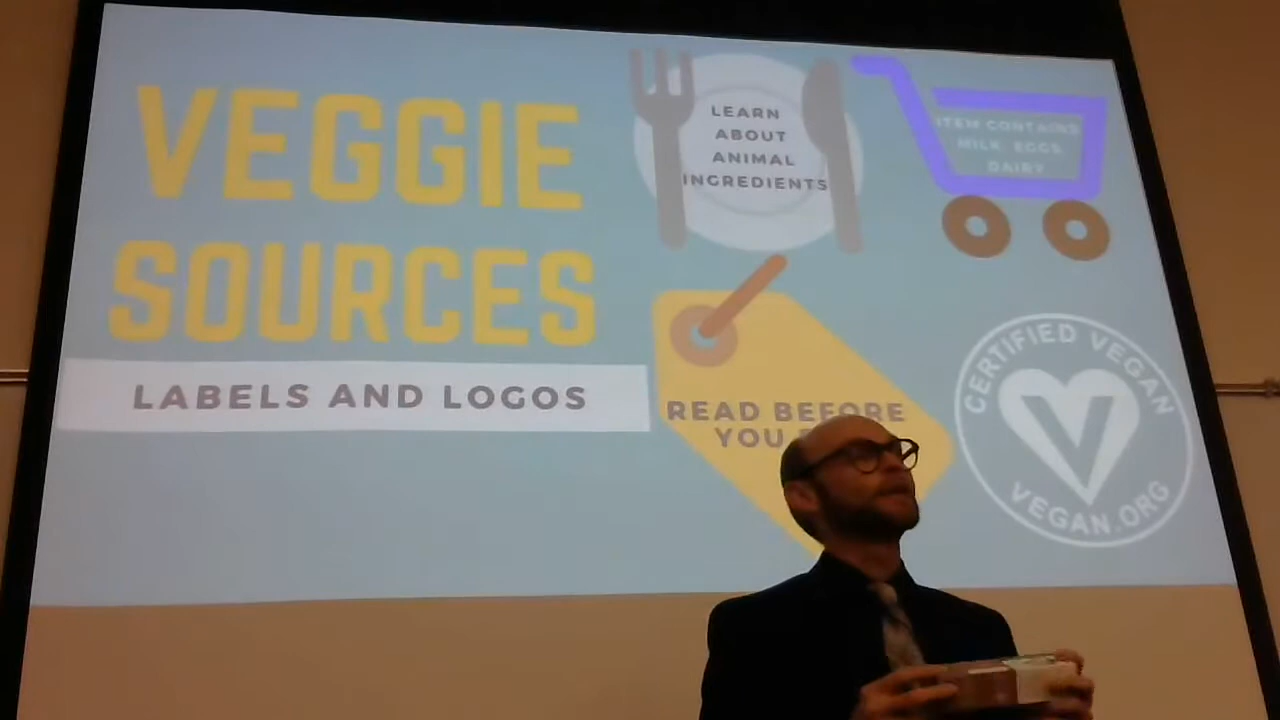 VEGGIE
SOURCES
LABELS AND LOGOS
LEARN
ABOUT
ANIMAL
INGREDIENTS
ITEM CONTAINS
MILK, EGGS,
DAIRY
READ BEFORE
YOU
CERTIFIED VEGAN
V
VEGAN.ORG